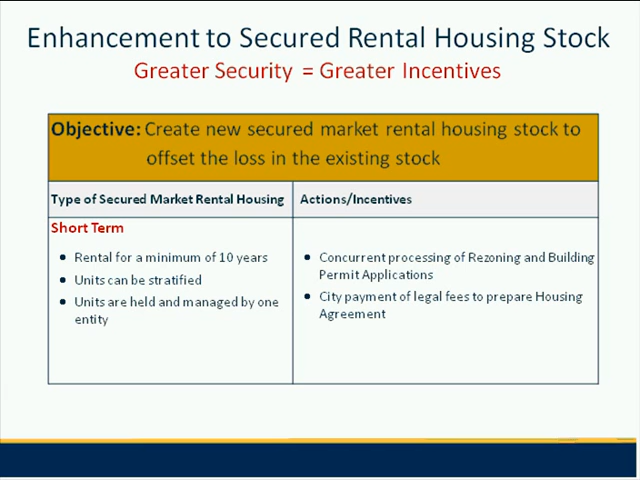 Enhancement to Secured Rental Housing Stock
Greater Security = Greater Incentives
Objective: Create new secured market rental housing stock to
offset the loss in the existing stock
Type of Secured Market Rental Housing
Actions/Incentives
Short Term
• Rental for a minimum of 10 years
• Units can be stratified
• Units are held and managed by one
entity
• Concurrent processing of Rezoning and Building
Permit Applications
• City payment of legal fees to prepare Housing
Agreement